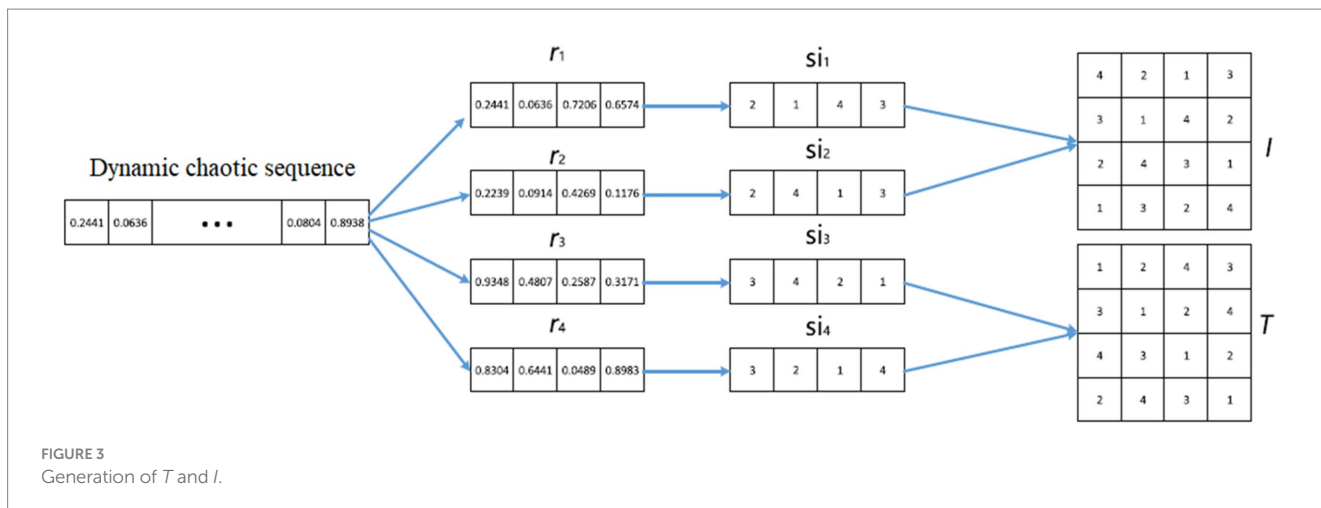 r1
si1
0.2441 0.0636 0.7206 0.6574
2 1 4 3
4 2 1 3
3 1 4 2
2 4 3 1
1 3 2 4
I
Dynamic chaotic sequence
0.2441 0.0636 ••• 0.0804 0.8938
r2
si2
0.2239 0.0914 0.4269 0.1176
2 4 1 3
r3
si3
0.9348 0.4807 0.2587 0.3171
3 4 2 1
1 2 4 3
3 1 2 4
4 3 1 2
2 4 3 1
T
r4
si4
0.8304 0.6441 0.0489 0.8983
3 2 1 4
FIGURE 3
Generation of T and I.